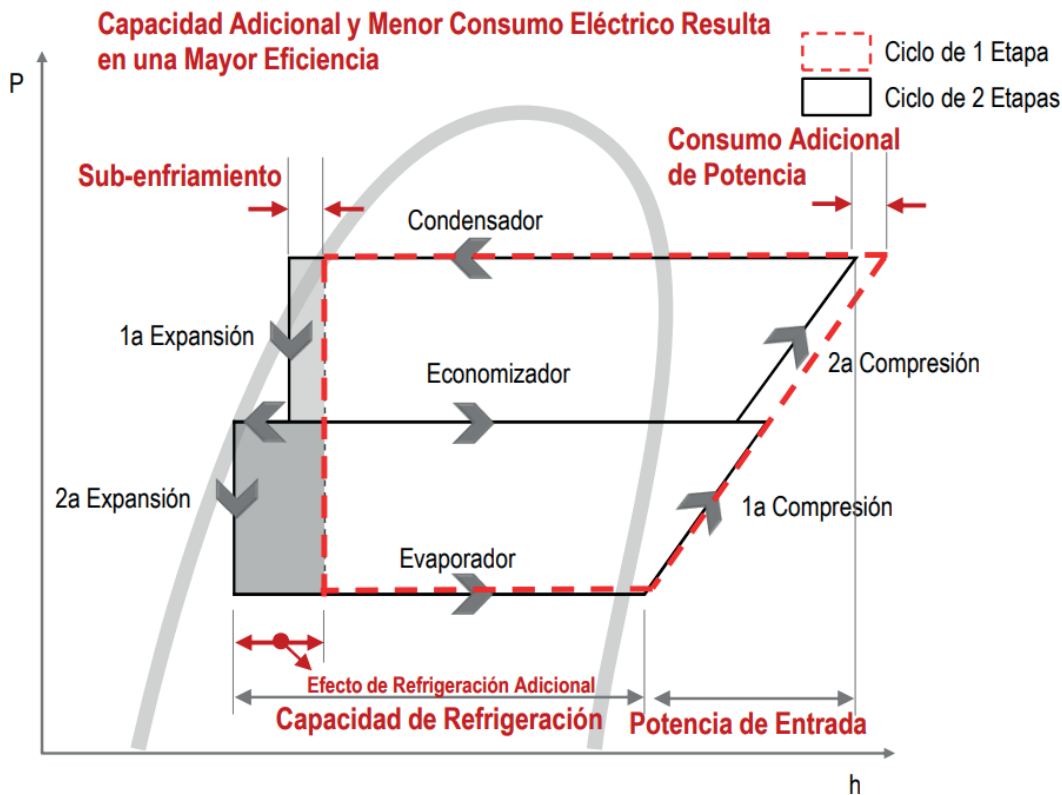 Capacidad Adicional y Menor Consumo Eléctrico Resulta
en una Mayor Eficiencia
Ciclo de 1 Etapa
Ciclo de 2 Etapas
P
Consumo Adicional
de Potencia
Sub-enfriamiento
Condensador
1a Expansión
2a Compresión
Economizador
2a Expansión
1a Compresión
Evaporador
Efecto de Refrigeración Adicional
Capacidad de Refrigeración
Potencia de Entrada
h